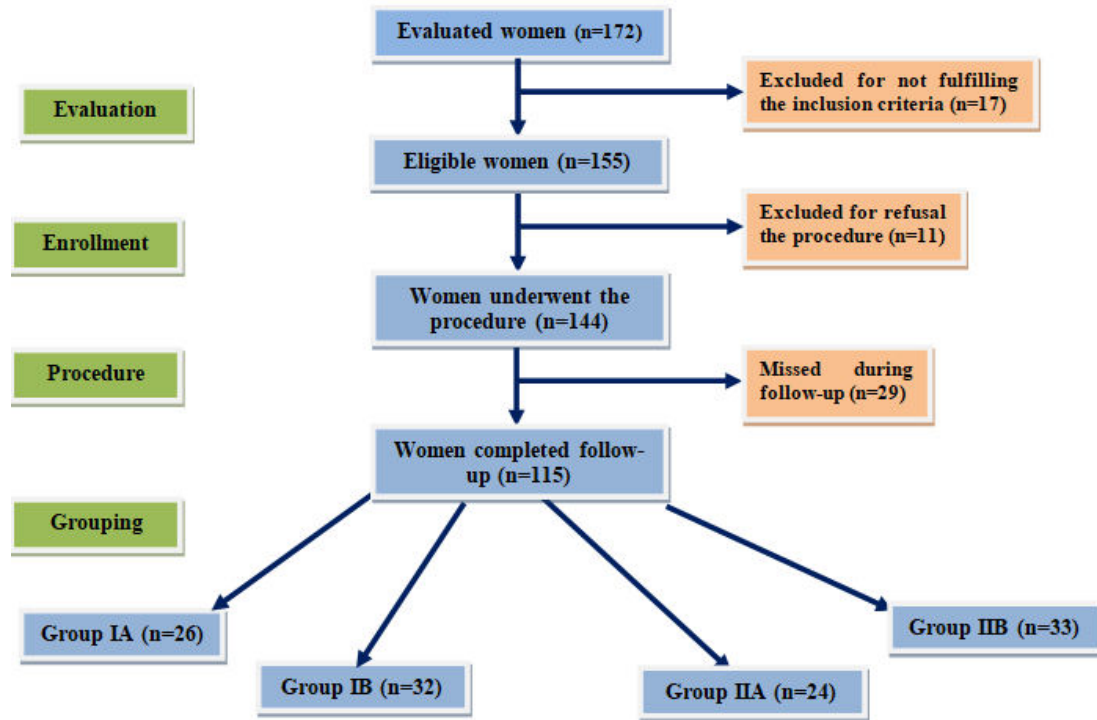 Evaluated women (n=172)
Excluded for not fulfilling
the inclusion criteria (n=17)
Evaluation
Eligible women (n=155)
Excluded for refusal
the procedure (n=11)
Enrollment
Women underwent the
procedure (n=144)
Missed during
follow-up (n=29)
Procedure
Women completed follow-
up (n=115)
Grouping
Group IA (n=26)
Group IIB (n=33)
Group IB (n=32)
Group IIA (n=24)